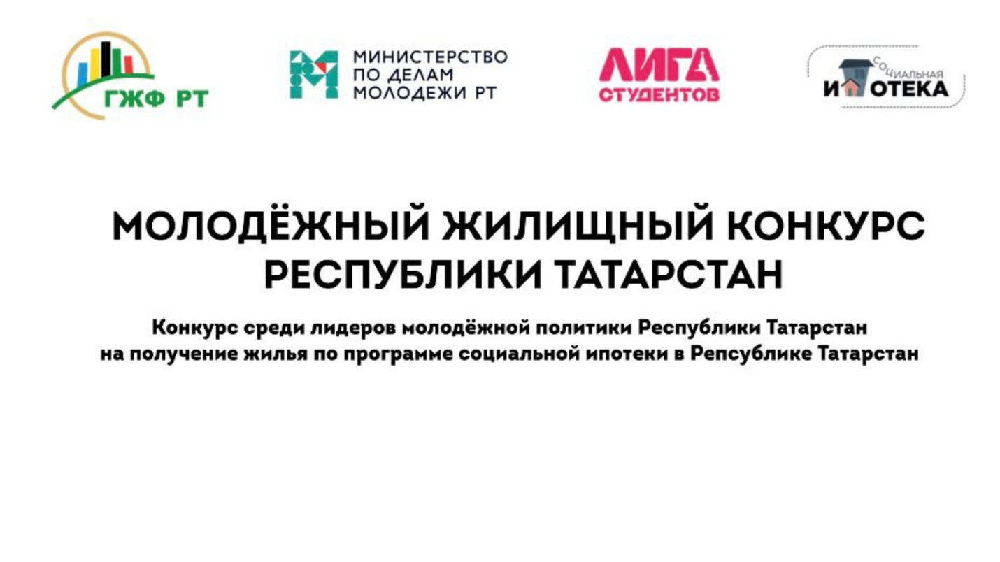 ГЖФ РТ
МИНИСТЕРСТВО
ПО ДЕЛАМ
МОЛОДЕЖИ РТ
ЛИГА
СТУДЕНТОВ
СОЦИАЛЬНАЯ
ИПОТЕКА
МОЛОДЁЖНЫЙ ЖИЛИЩНЫЙ КОНКУРС
РЕСПУБЛИКИ ТАТАРСТАН
Конкурс среди лидеров молодёжной политики Республики Татарстан
на получение жилья по программе социальной ипотеки в Репсублике Татарстан